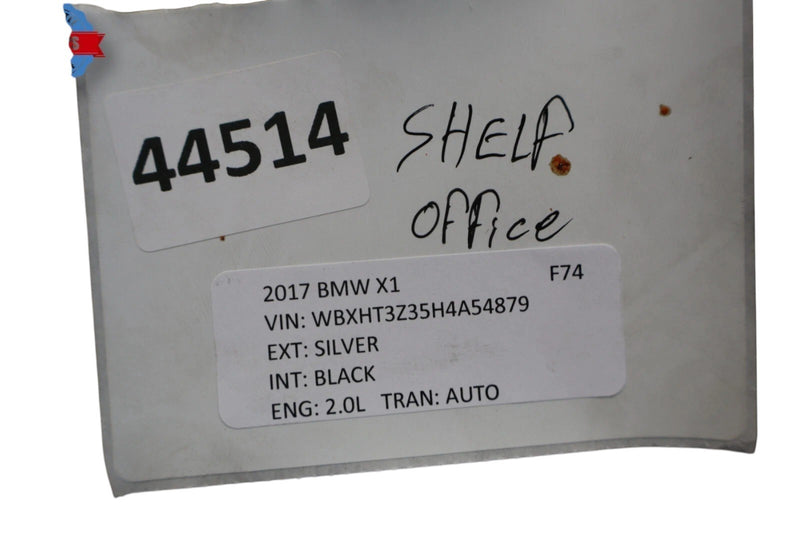 44514
SHELF
Office
2017 BMW X1 F74
VIN: WBXHT3Z35H4A54879
EXT: SILVER
INT: BLACK
ENG: 2.0L TRAN: AUTO